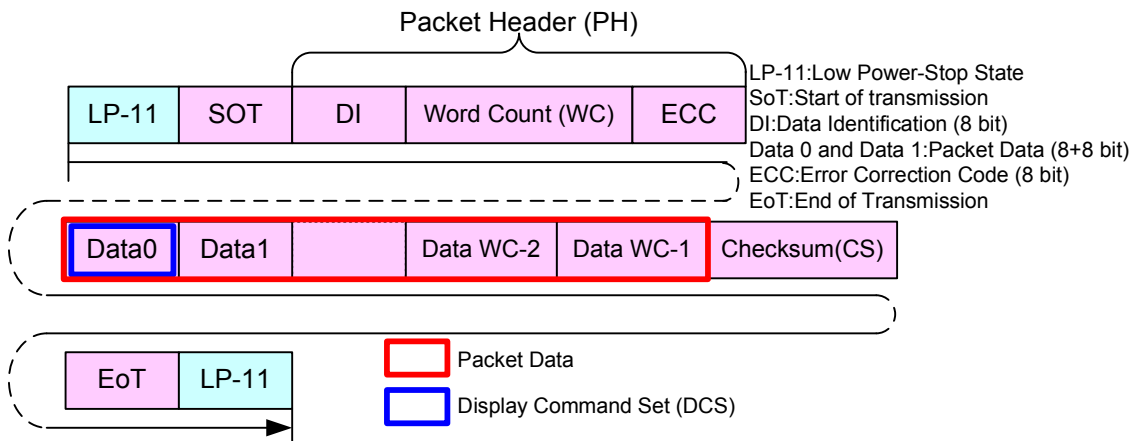 Packet Header (PH)
LP-11
SOT
DI
Word Count (WC)
ECC
LP-11:Low Power-Stop State
SoT:Start of transmission
DI:Data Identification (8 bit)
Data 0 and Data 1:Packet Data (8+8 bit)
ECC:Error Correction Code (8 bit)
EoT:End of Transmission
Data0
Data1
Data WC-2
Data WC-1
Checksum(CS)
EoT
LP-11
Packet Data
Display Command Set (DCS)